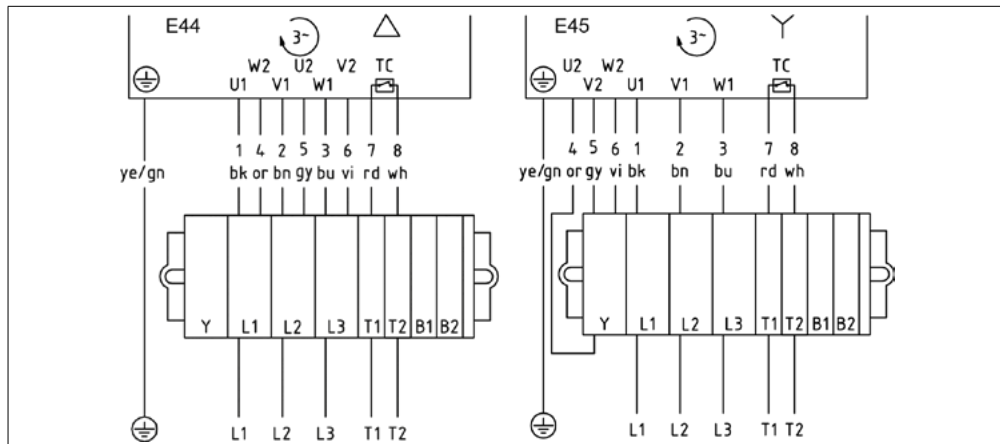 E44 3~ △
W2 U2 V2 TC
U1 V1 W1
1 4 2 5 3 6 7 8
ye/gn bk or bn gy bu vi rd wh
Y L1 L2 L3 T1 T2 B1 B2
L1 L2 L3 T1 T2
E45 3~ Y
U2 W2 TC
V2 U1 V1 W1
4 5 6 1 2 3 7 8
ye/gn or gy vi bk bn bu rd wh
Y L1 L2 L3 T1 T2 B1 B2
L1 L2 L3 T1 T2